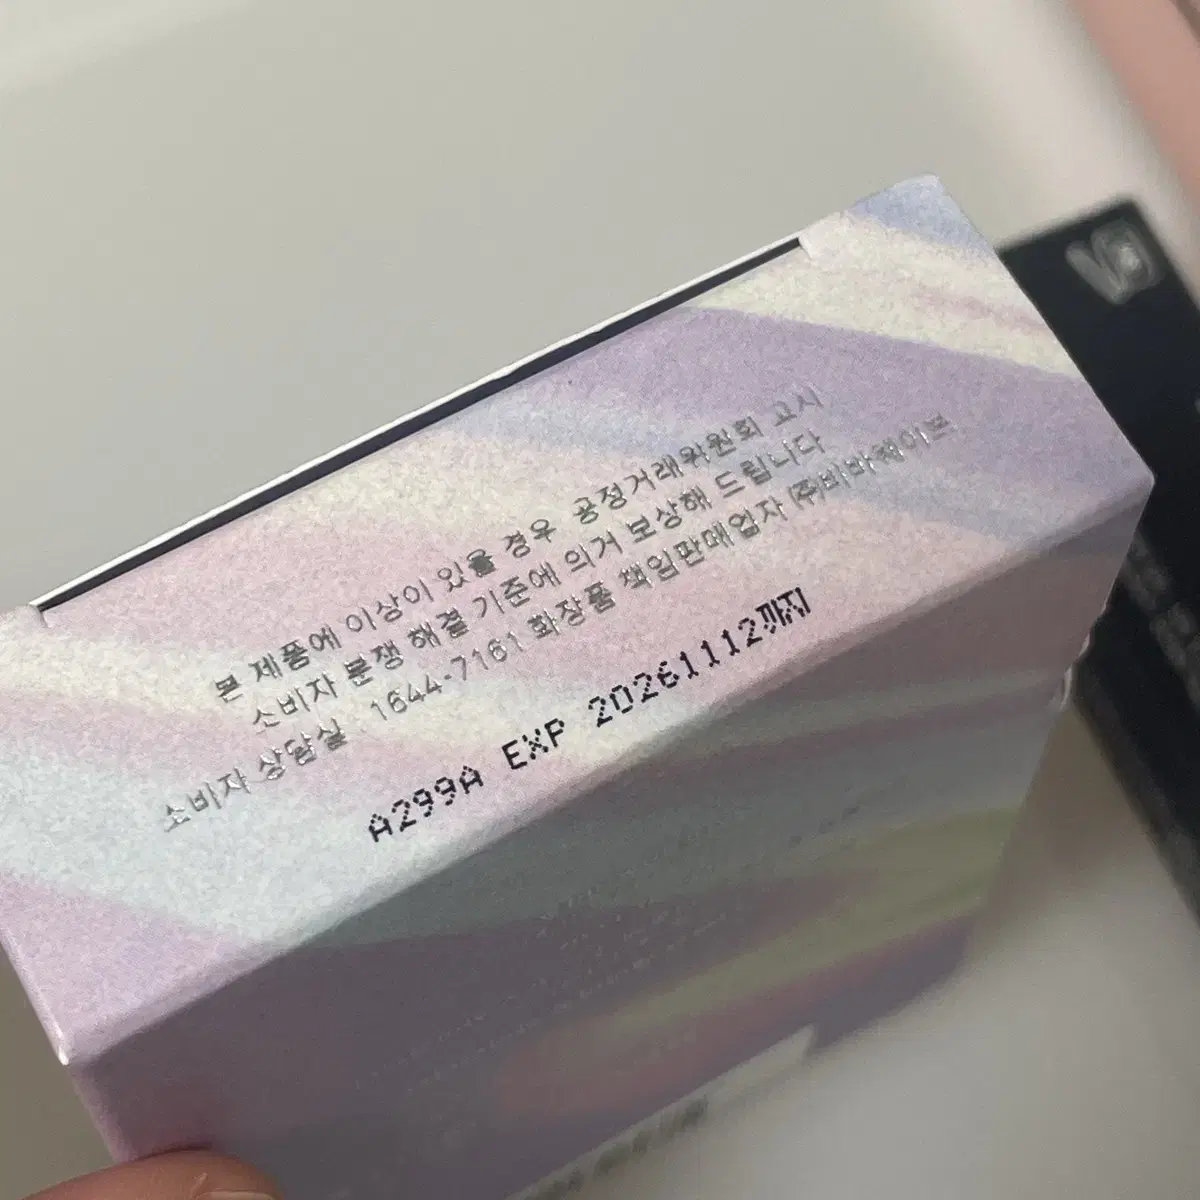 본 제품에 이상이 있을 경우 공정거래위원회 고시
소비자 분쟁 해결 기준에 의거 보상해 드립니다
소비자 상담실 1644-7161 화장품 책임판매업자 ㈜비바웨이브
A299A EXP 20261112까지